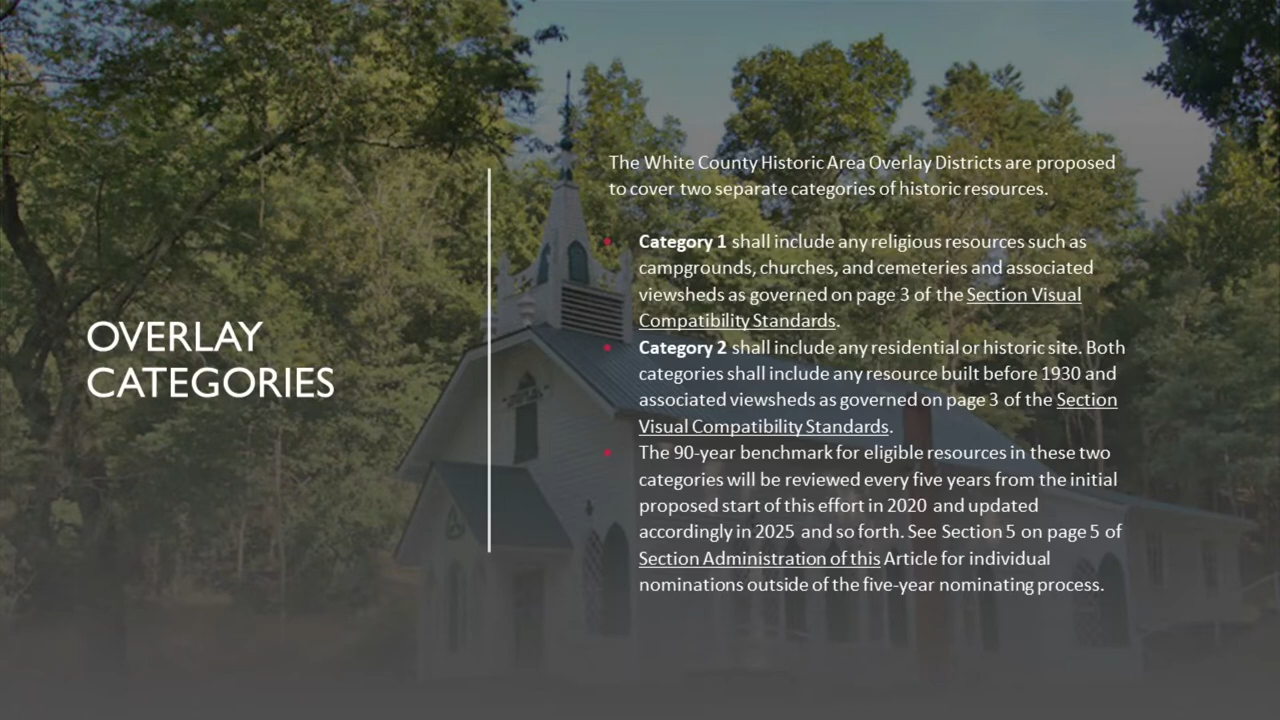 OVERLAY
CATEGORIES
The White County Historic Area Overlay Districts are proposed
to cover two separate categories of historic resources.
• Category 1 shall include any religious resources such as
campgrounds, churches, and cemeteries and associated
viewsheds as governed on page 3 of the Section Visual
Compatibility Standards.
• Category 2 shall include any residential or historic site. Both
categories shall include any resource built before 1930 and
associated viewsheds as governed on page 3 of the Section
Visual Compatibility Standards.
• The 90-year benchmark for eligible resources in these two
categories will be reviewed every five years from the initial
proposed start of this effort in 2020 and updated
accordingly in 2025 and so forth. See Section 5 on page 5 of
Section Administration of this Article for individual
nominations outside of the five-year nominating process.